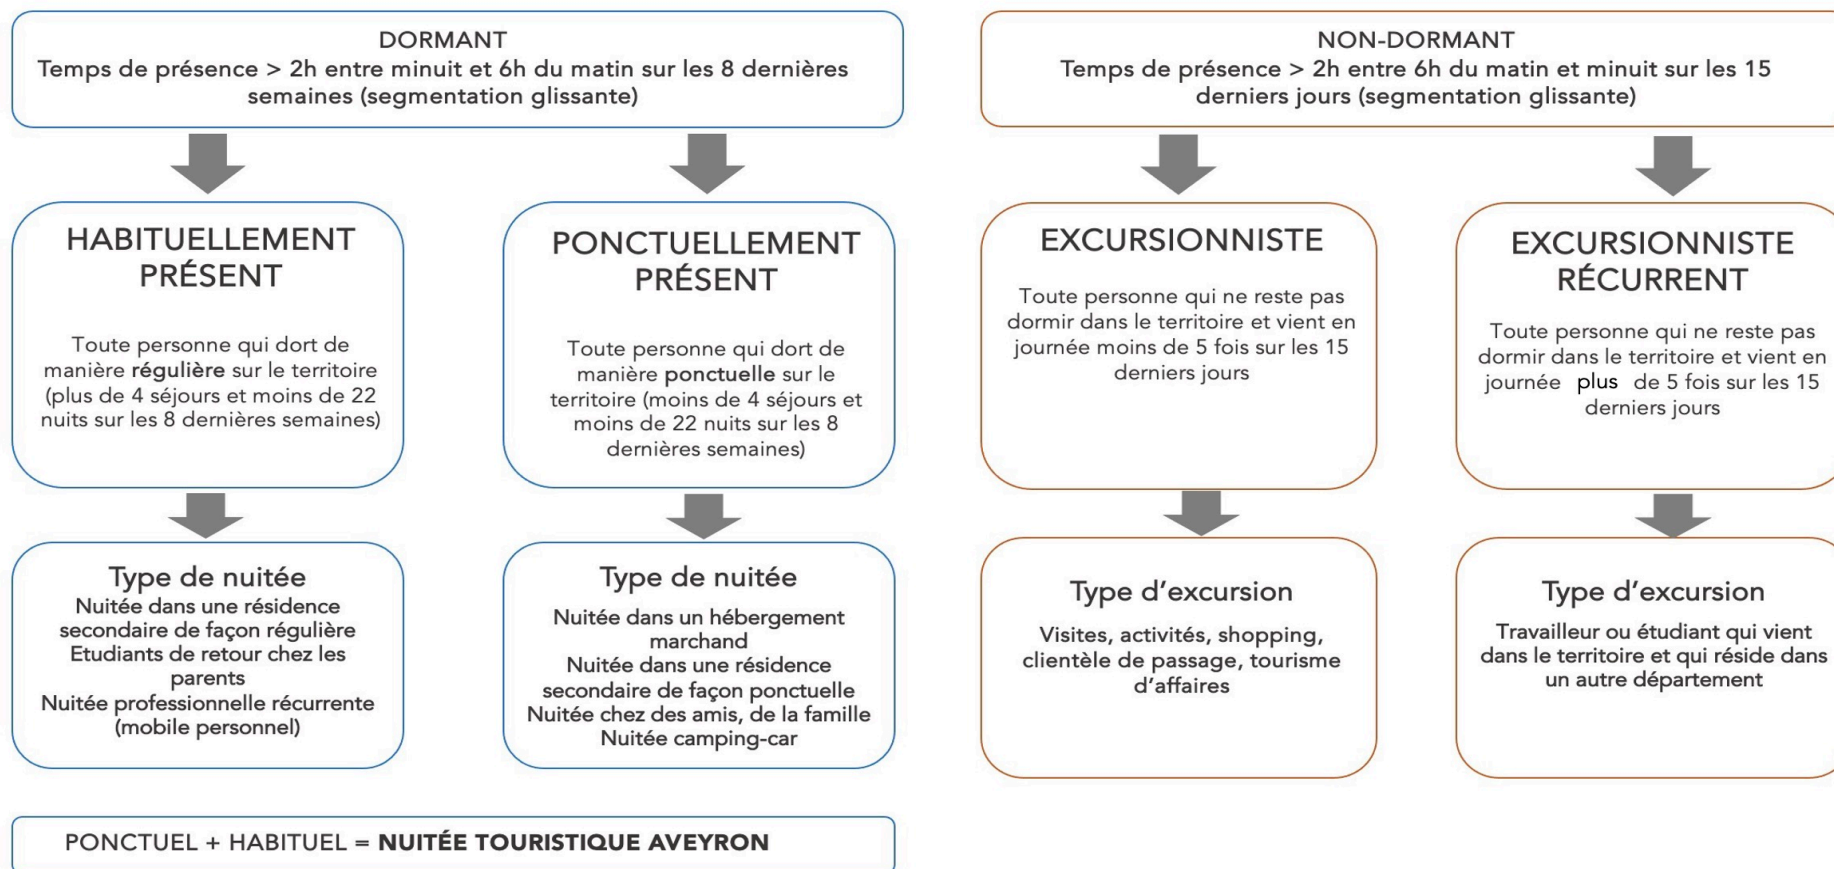 DORMANT
Temps de présence > 2h entre minuit et 6h du matin sur les 8 dernières
semaines (segmentation glissante)
HABITUELLEMENT
PRÉSENT
Toute personne qui dort de
manière régulière sur le territoire
(plus de 4 séjours et moins de 22
nuits sur les 8 dernières semaines)
Type de nuitée
Nuitée dans une résidence
secondaire de façon régulière
Etudiants de retour chez les
parents
Nuitée professionnelle récurrente
(mobile personnel)
PONCTUELLEMENT
PRÉSENT
Toute personne qui dort de
manière ponctuelle sur le
territoire (moins de 4 séjours et
moins de 22 nuits sur les 8
dernières semaines)
Type de nuitée
Nuitée dans un hébergement
marchand
Nuitée dans une résidence
secondaire de façon ponctuelle
Nuitée chez des amis, de la famille
Nuitée camping-car
PONCTUEL + HABITUEL = NUITÉE TOURISTIQUE AVEYRON
NON-DORMANT
Temps de présence > 2h entre 6h du matin et minuit sur les 15
derniers jours (segmentation glissante)
EXCURSIONNISTE
Toute personne qui ne reste pas
dormir dans le territoire et vient en
journée moins de 5 fois sur les 15
derniers jours
Type d'excursion
Visites, activités, shopping,
clientèle de passage, tourisme
d'affaires
EXCURSIONNISTE
RÉCURRENT
Toute personne qui ne reste pas
dormir dans le territoire et vient en
journée plus de 5 fois sur les 15
derniers jours
Type d'excursion
Travailleur ou étudiant qui vient
dans le territoire et qui réside dans
un autre département